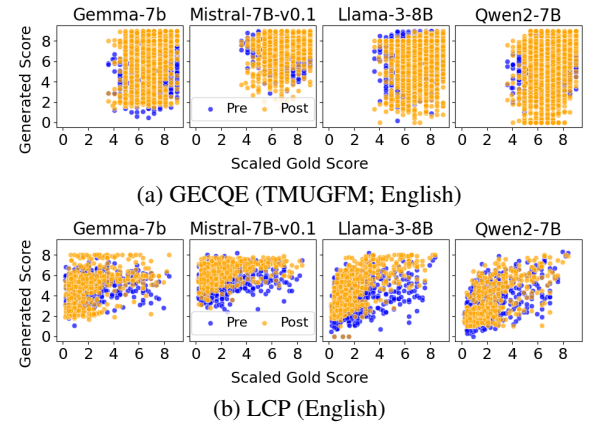 Gemma-7b Mistral-7B-v0.1 Llama-3-8B Qwen2-7B
Generated Score
8
6
4
2
0
Pre Post
0 2 4 6 8 0 2 4 6 8 0 2 4 6 8 0 2 4 6 8
Scaled Gold Score
(a) GECQE (TMUGFM; English)
Gemma-7b Mistral-7B-v0.1 Llama-3-8B Qwen2-7B
Generated Score
8
6
4
2
0
Pre Post
0 2 4 6 8 0 2 4 6 8 0 2 4 6 8 0 2 4 6 8
Scaled Gold Score
(b) LCP (English)